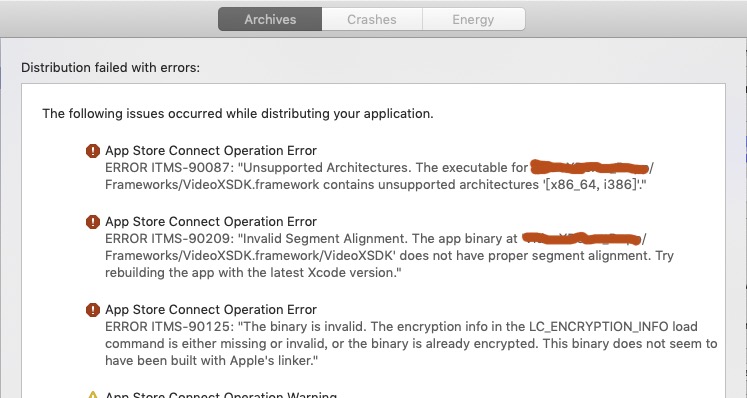 Archives Crashes Energy
Distribution failed with errors:
The following issues occurred while distributing your application.
App Store Connect Operation Error
ERROR ITMS-90087: "Unsupported Architectures. The executable for /
Frameworks/VideoXSDK.framework contains unsupported architectures '[x86_64, i386]'."
App Store Connect Operation Error
ERROR ITMS-90209: "Invalid Segment Alignment. The app binary at /
Frameworks/VideoXSDK.framework/VideoXSDK' does not have proper segment alignment. Try
rebuilding the app with the latest Xcode version."
App Store Connect Operation Error
ERROR ITMS-90125: "The binary is invalid. The encryption info in the LC_ENCRYPTION_INFO load
command is either missing or invalid, or the binary is already encrypted. This binary does not seem to
have been built with Apple's linker."
App Store Connect Operation Warning